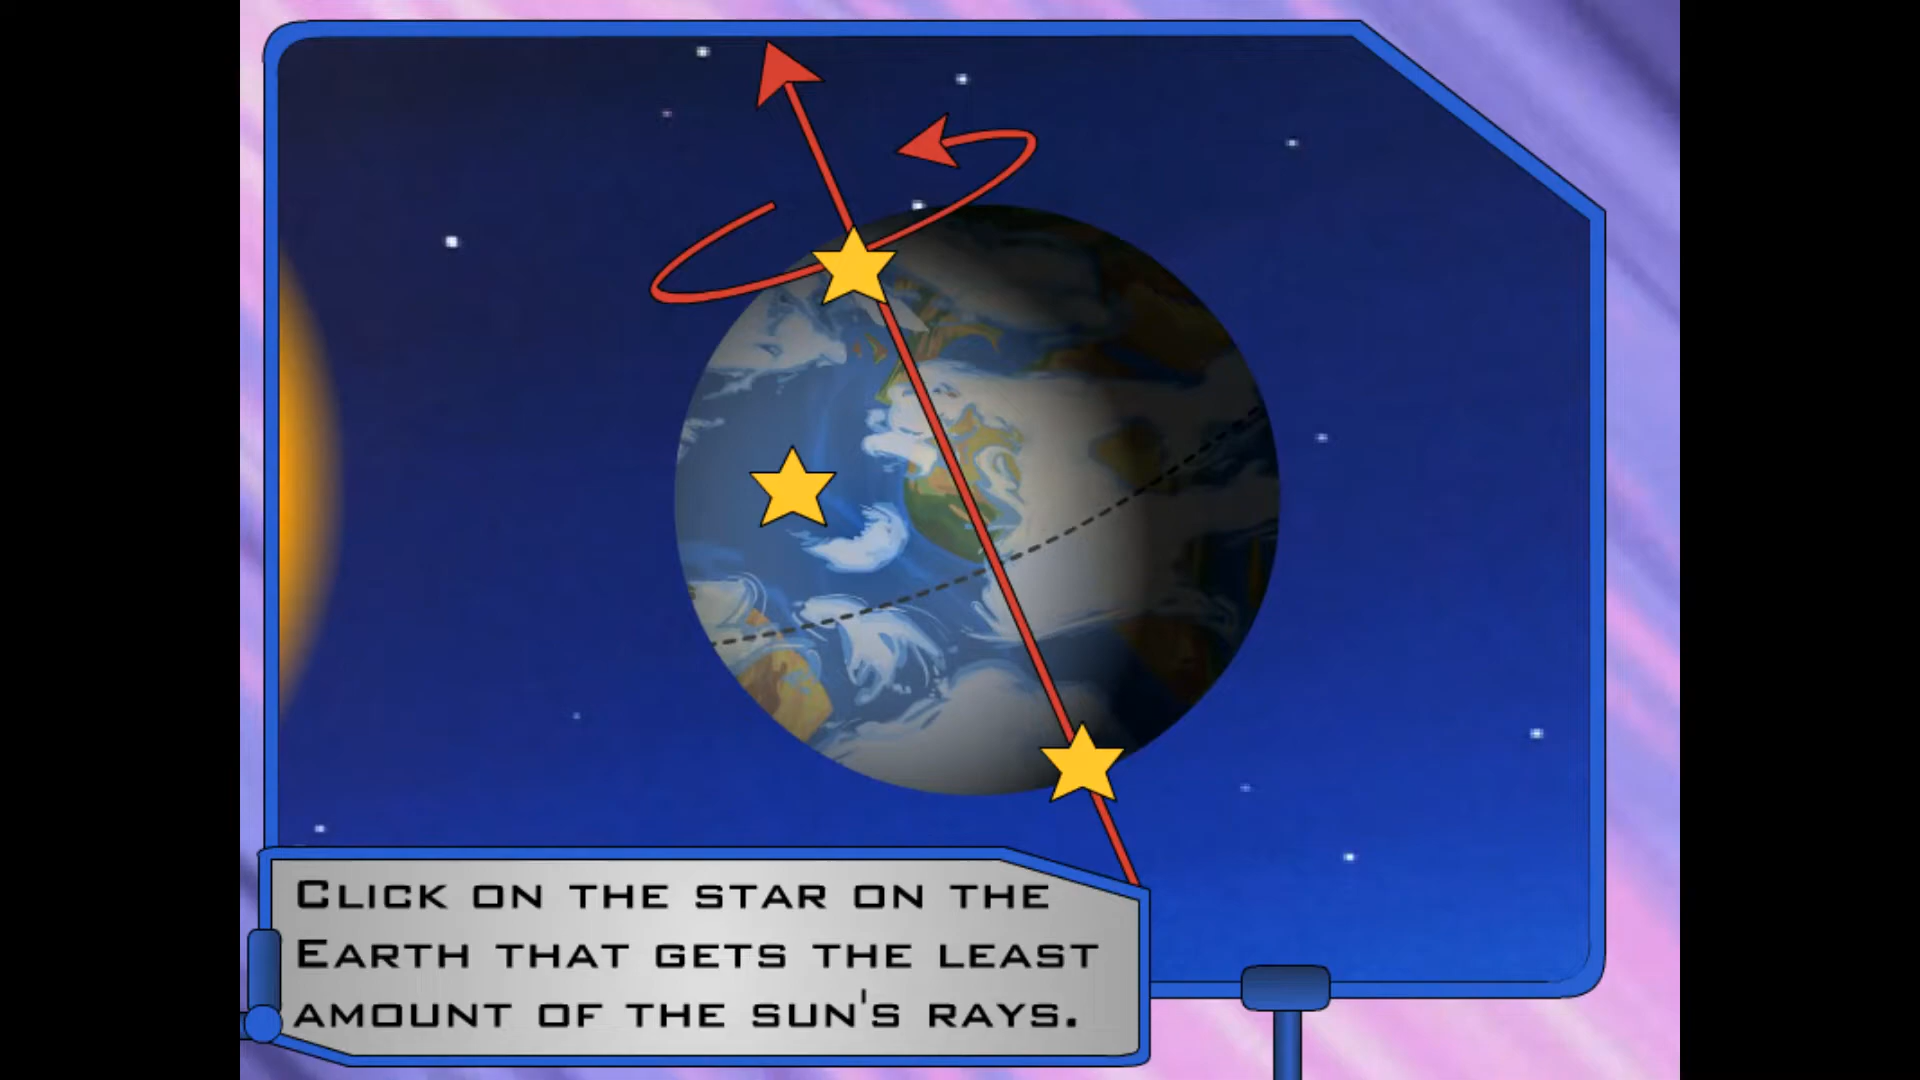 Click on the star on the
Earth that gets the least
amount of the sun's rays.